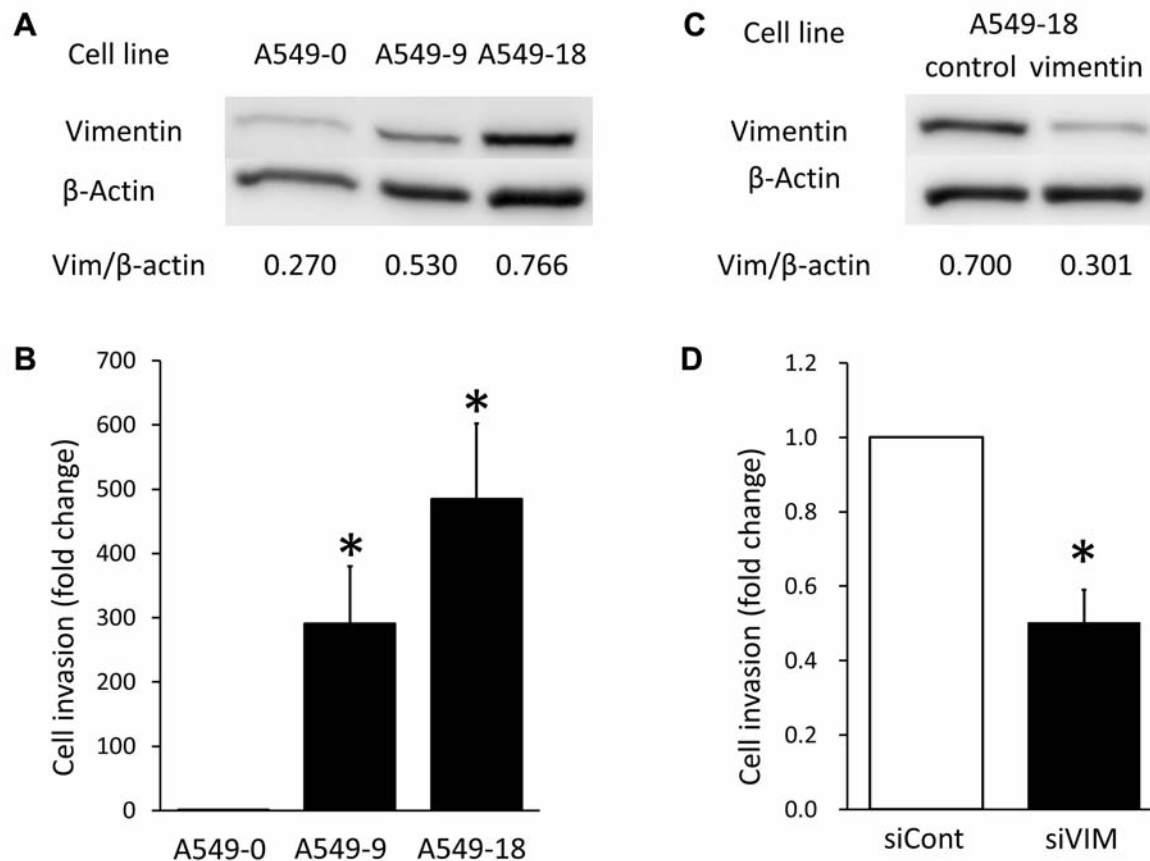 A
Cell line A549-0 A549-9 A549-18
Vimentin
β-Actin
Vim/β-actin 0.270 0.530 0.766
C
Cell line A549-18
control vimentin
Vimentin
β-Actin
Vim/β-actin 0.700 0.301
B
Cell invasion (fold change)
700
600
500
400
300
200
100
0
*
*
A549-0 A549-9 A549-18
D
Cell invasion (fold change)
1.2
1.0
0.8
0.6
0.4
0.2
0.0
*
siCont siVIM